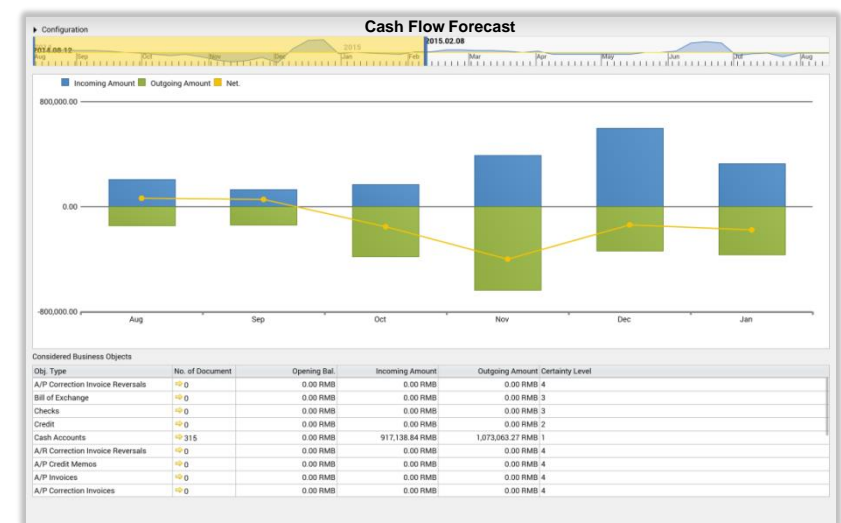 Cash Flow Forecast
Configuration
2014.08.12 2015 2015.02.08
Aug Sep Oct Nov Dec Jan Feb Mar Apr May Jun Jul Aug
Incoming Amount Outgoing Amount Net.
800,000.00
0.00
-800,000.00
Aug Sep Oct Nov Dec Jan
Considered Business Objects
Obj. Type No. of Document Opening Bal. Incoming Amount Outgoing Amount Certainty Level
A/P Correction Invoice Reversals 0 0.00 RMB 0.00 RMB 0.00 RMB 4
Bill of Exchange 0 0.00 RMB 0.00 RMB 0.00 RMB 3
Checks 0 0.00 RMB 0.00 RMB 0.00 RMB 3
Credit 0 0.00 RMB 0.00 RMB 0.00 RMB 2
Cash Accounts 315 0.00 RMB 917,138.84 RMB 1,073,063.27 RMB 1
A/R Correction Invoice Reversals 0 0.00 RMB 0.00 RMB 0.00 RMB 4
A/P Credit Memos 0 0.00 RMB 0.00 RMB 0.00 RMB 4
A/P Invoices 0 0.00 RMB 0.00 RMB 0.00 RMB 4
A/P Correction Invoices 0 0.00 RMB 0.00 RMB 0.00 RMB 4